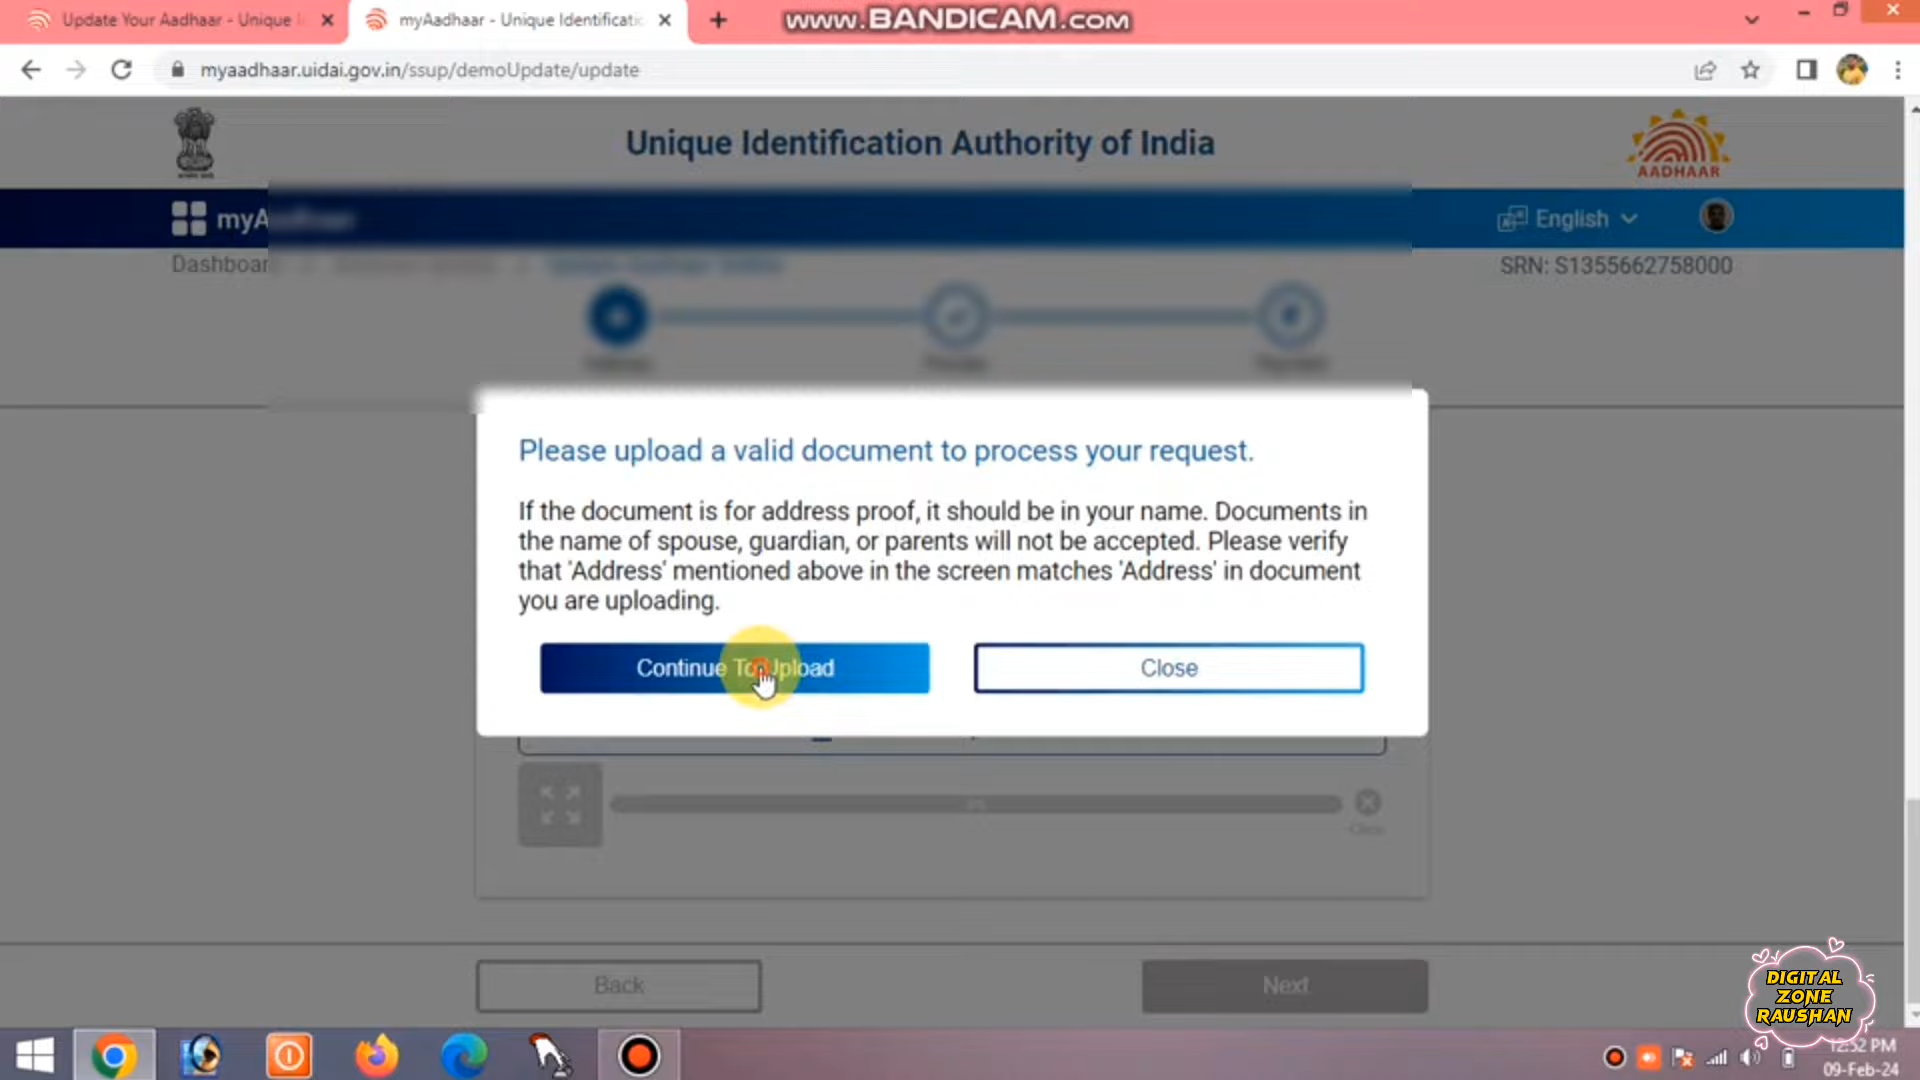 Update Your Aadhaar - Unique I
myAadhaar - Unique Identificatio
www.BANDICAM.com
myaadhaar.uidai.gov.in/ssup/demoUpdate/update
Unique Identification Authority of India
AADHAAR
myAadhaar
English
Dashboar
SRN: S1355662758000
Please upload a valid document to process your request.
If the document is for address proof, it should be in your name. Documents in
the name of spouse, guardian, or parents will not be accepted. Please verify
that 'Address' mentioned above in the screen matches 'Address' in document
you are uploading.
Continue To Upload
Close
Back
Next
DIGITAL
ZONE
RAUSHAN
12:52 PM
09-Feb-24